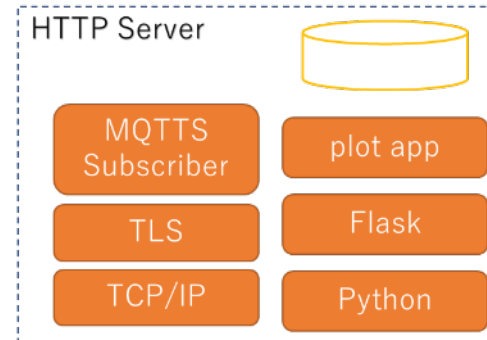 HTTP Server
MQTTS
Subscriber
TLS
TCP/IP
plot app
Flask
Python